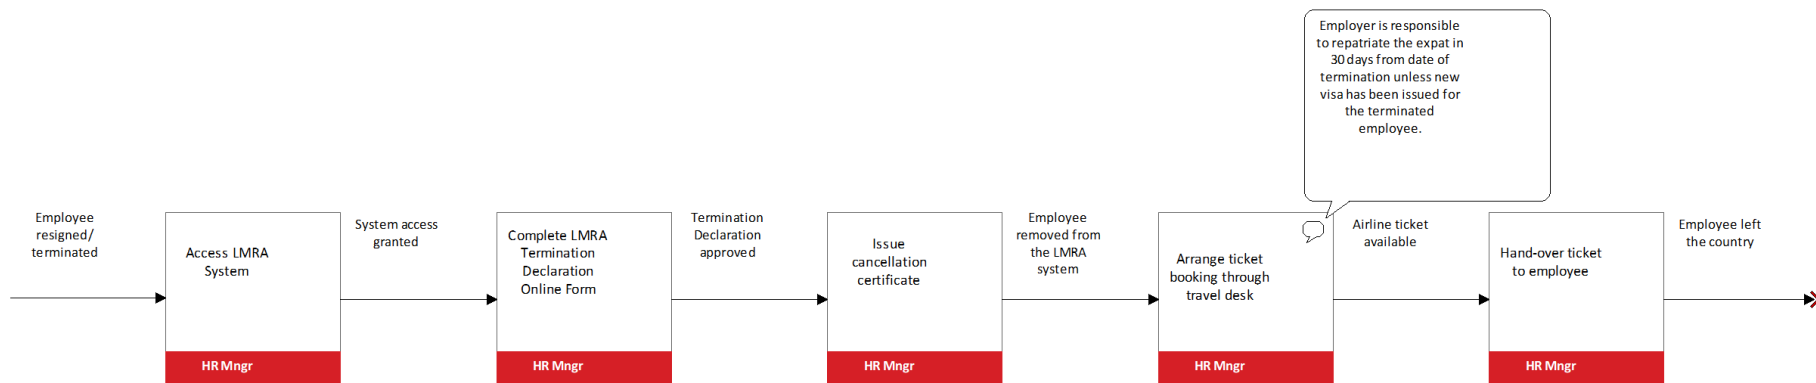 Employer is responsible
to repatriate the expat in
30 days from date of
termination unless new
visa has been issued for
the terminated
employee.
Employee
resigned/
terminated
Access LMRA
System
HR Mngr
System access
granted
Complete LMRA
Termination
Declaration
Online Form
HR Mngr
Termination
Declaration
approved
Issue
cancellation
certificate
HR Mngr
Employee
removed from
the LMRA
system
Arrange ticket
booking through
travel desk
HR Mngr
Airline ticket
available
Hand-over ticket
to employee
HR Mngr
Employee left
the country